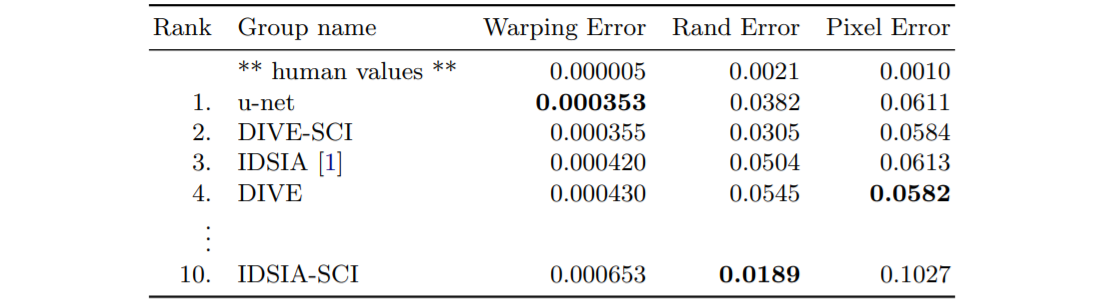 Rank Group name Warping Error Rand Error Pixel Error
** human values ** 0.000005 0.0021 0.0010
1. u-net 0.000353 0.0382 0.0611
2. DIVE-SCI 0.000355 0.0305 0.0584
3. IDSIA [1] 0.000420 0.0504 0.0613
4. DIVE 0.000430 0.0545 0.0582
⋮
10. IDSIA-SCI 0.000653 0.0189 0.1027